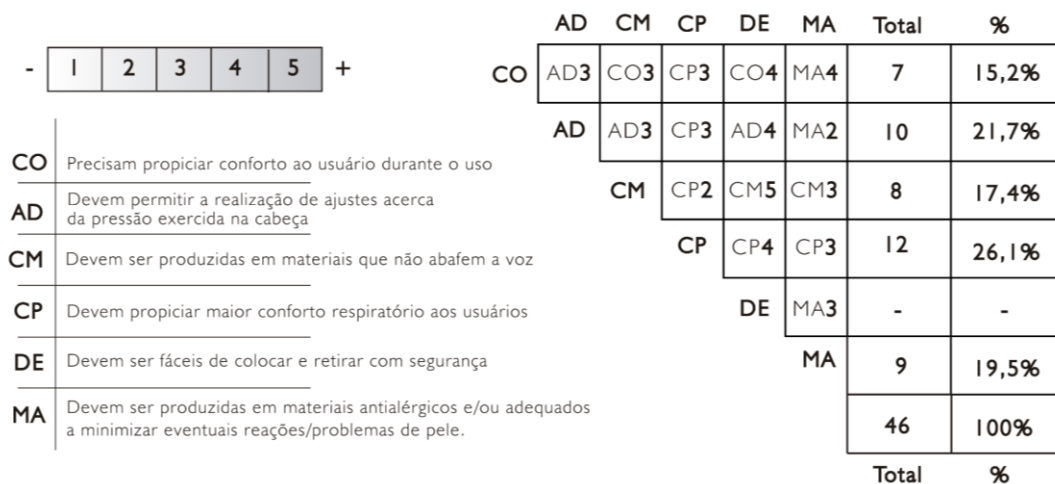 AD CM CP DE MA Total %
- 1 2 3 4 5 +
CO AD3 CO3 CP3 CO4 MA4 7 15,2%
AD AD3 CP3 AD4 MA2 10 21,7%
CM CP2 CM5 CM3 8 17,4%
CP CP4 CP3 12 26,1%
DE MA3 - -
MA 9 19,5%
46 100%
Total %
CO Precisam propiciar conforto ao usuário durante o uso
AD Devem permitir a realização de ajustes acerca
da pressão exercida na cabeça
CM Devem ser produzidas em materiais que não abafem a voz
CP Devem propiciar maior conforto respiratório aos usuários
DE Devem ser fáceis de colocar e retirar com segurança
MA Devem ser produzidas em materiais antialérgicos e/ou adequados
a minimizar eventuais reações/problemas de pele.